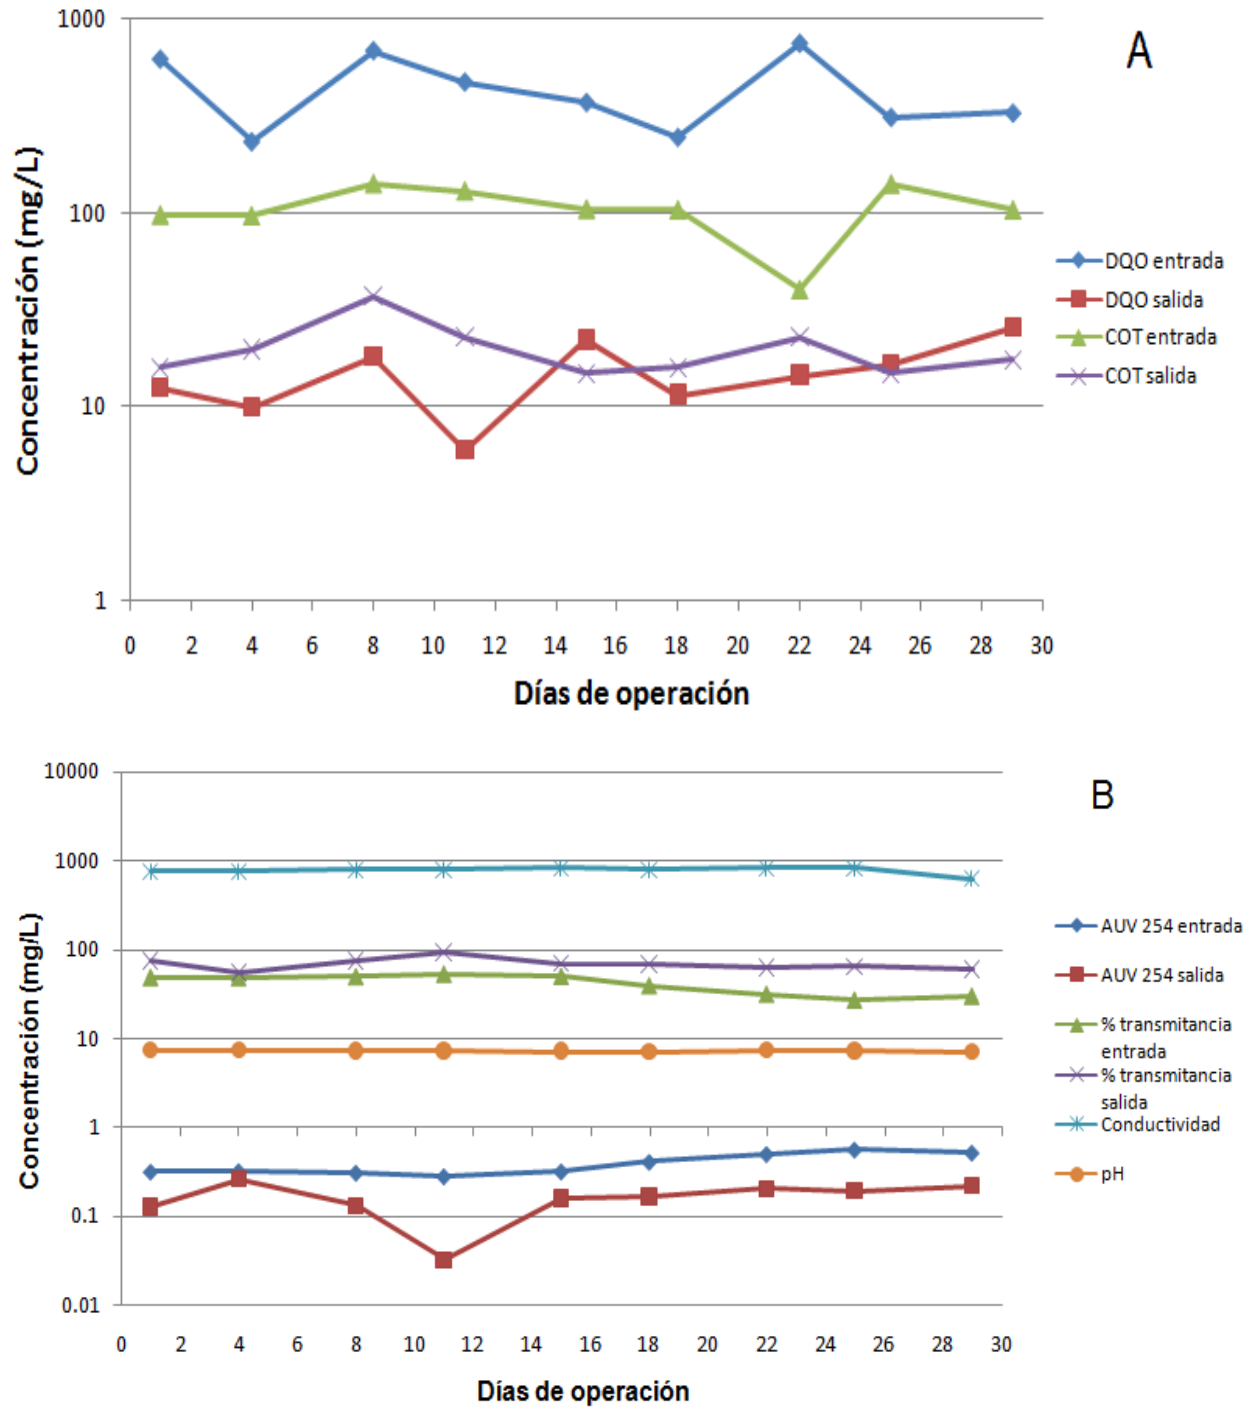 A
Concentración (mg/L)
1000
100
10
1
0 2 4 6 8 10 12 14 16 18 20 22 24 26 28 30
Días de operación
DQO entrada
DQO salida
COT entrada
COT salida
B
Concentración (mg/L)
10000
1000
100
10
1
0.1
0.01
0 2 4 6 8 10 12 14 16 18 20 22 24 26 28 30
Días de operación
AUV 254 entrada
AUV 254 salida
% transmitancia
entrada
% transmitancia
salida
Conductividad
pH